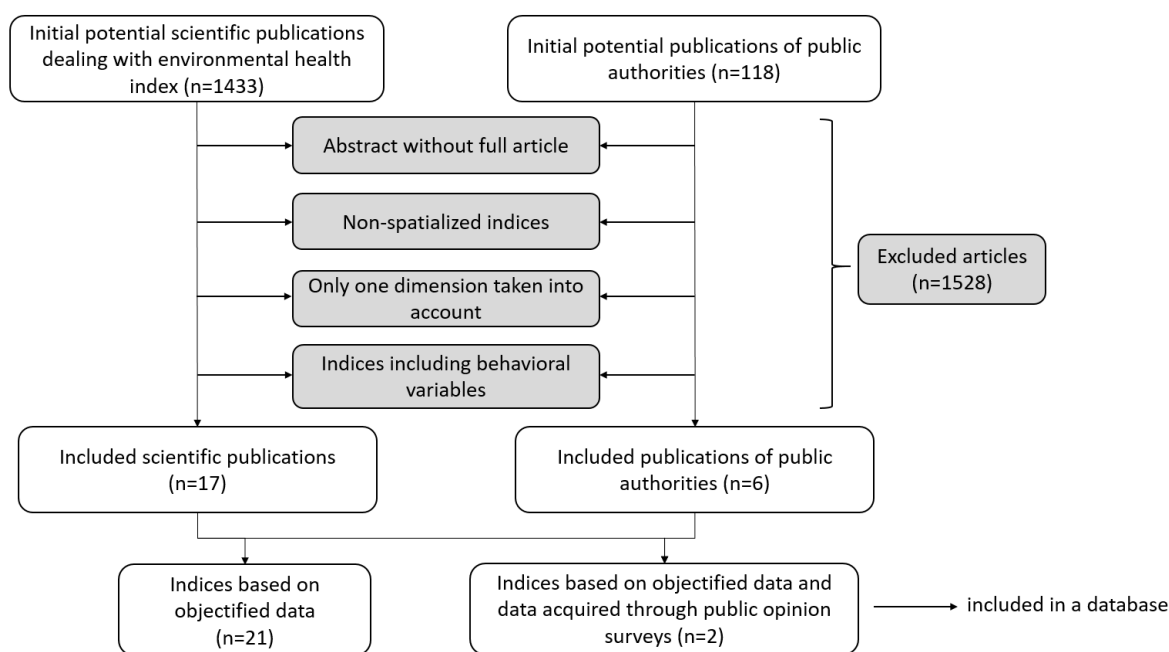 Initial potential scientific publications
dealing with environmental health
index (n=1433)
Initial potential publications of public
authorities (n=118)
Abstract without full article
Non-spatialized indices
Only one dimension taken into
account
Indices including behavioral
variables
Excluded articles
(n=1528)
Included scientific publications
(n=17)
Included publications of public
authorities (n=6)
Indices based on
objectified data
(n=21)
Indices based on objectified data and
data acquired through public opinion
surveys (n=2)
included in a database